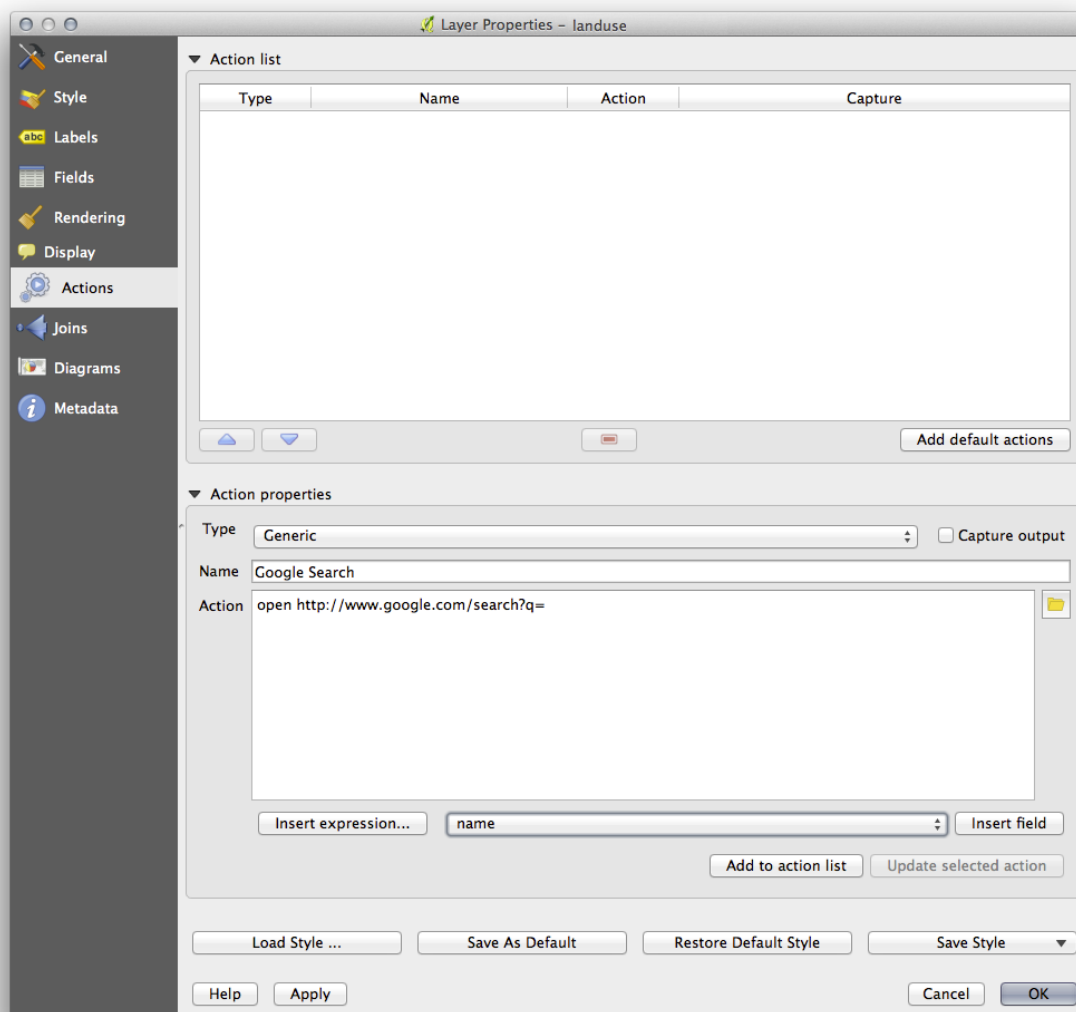 Layer Properties - landuse
General
Style
abc Labels
Fields
Rendering
Display
Actions
Joins
Diagrams
Metadata
Action list
Type Name Action Capture
Add default actions
Action properties
Type Generic Capture output
Name Google Search
Action open http://www.google.com/search?q=
Insert expression... name Insert field
Add to action list Update selected action
Load Style ... Save As Default Restore Default Style Save Style
Help Apply Cancel OK